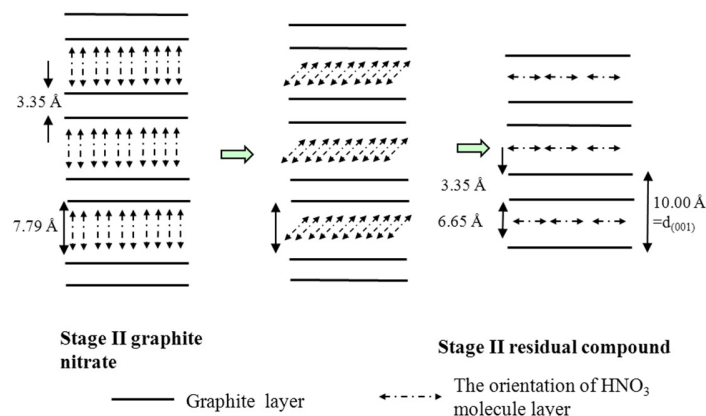 3.35 Å
7.79 Å
3.35 Å
6.65 Å
10.00 Å
=d(001)
Stage II graphite
nitrate
Stage II residual compound
Graphite layer
The orientation of HNO3
molecule layer